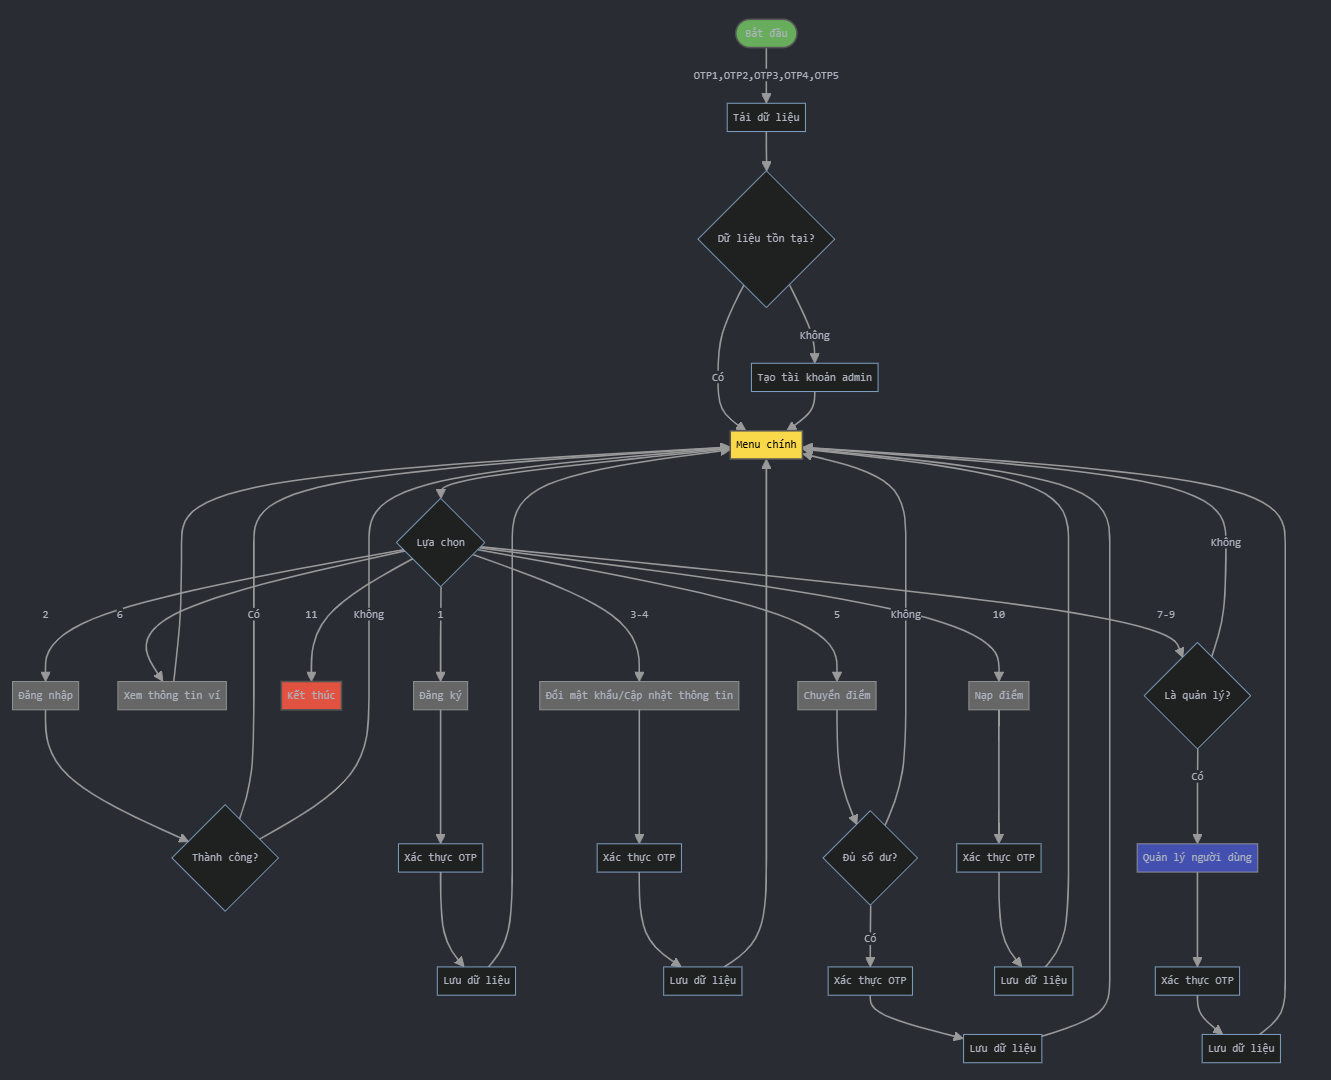 Bắt đầu
OTP1,OTP2,OTP3,OTP4,OTP5
Tải dữ liệu
Dữ liệu tồn tại?
Không
Có
Tạo tài khoản admin
Menu chính
Lựa chọn
Không
2
6
Có
11
Không
1
3-4
5
Không
10
7-9
Đăng nhập
Xem thông tin ví
Kết thúc
Đăng ký
Đổi mật khẩu/Cập nhật thông tin
Chuyển điểm
Nạp điểm
Là quản lý?
Có
Thành công?
Xác thực OTP
Xác thực OTP
Đủ số dư?
Xác thực OTP
Quản lý người dùng
Có
Lưu dữ liệu
Lưu dữ liệu
Xác thực OTP
Lưu dữ liệu
Xác thực OTP
Lưu dữ liệu
Lưu dữ liệu